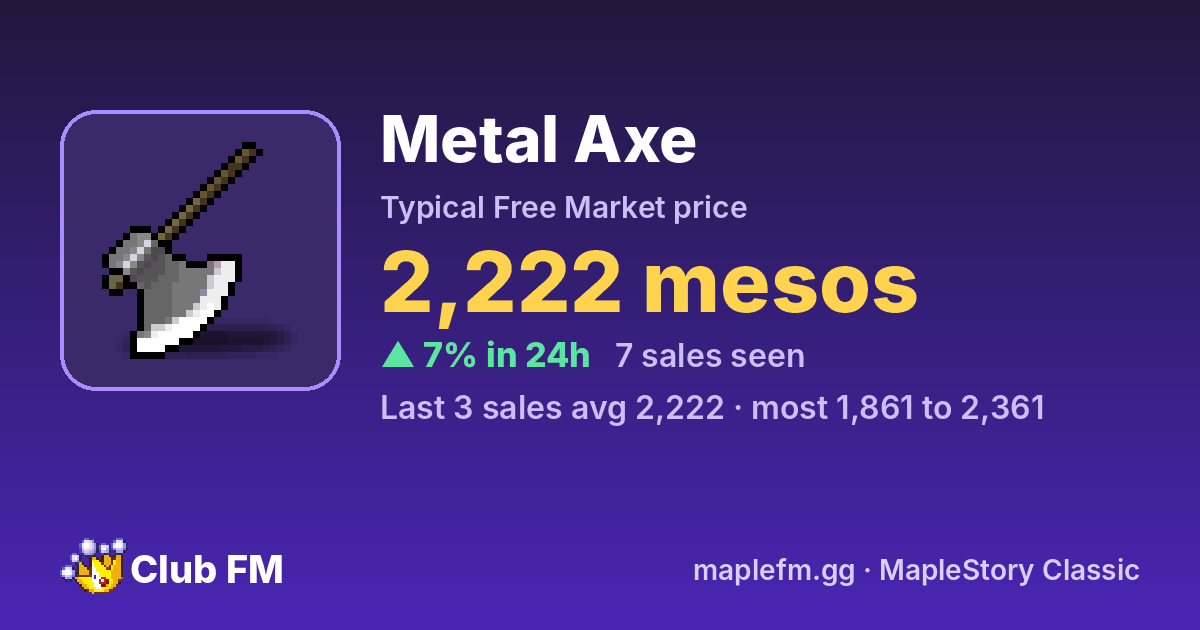 Metal Axe
Typical Free Market price
2,222 mesos
▲ 7% in 24h 7 sales seen
Last 3 sales avg 2,222 · most 1,861 to 2,361
Club FM
maplefm.gg · MapleStory Classic